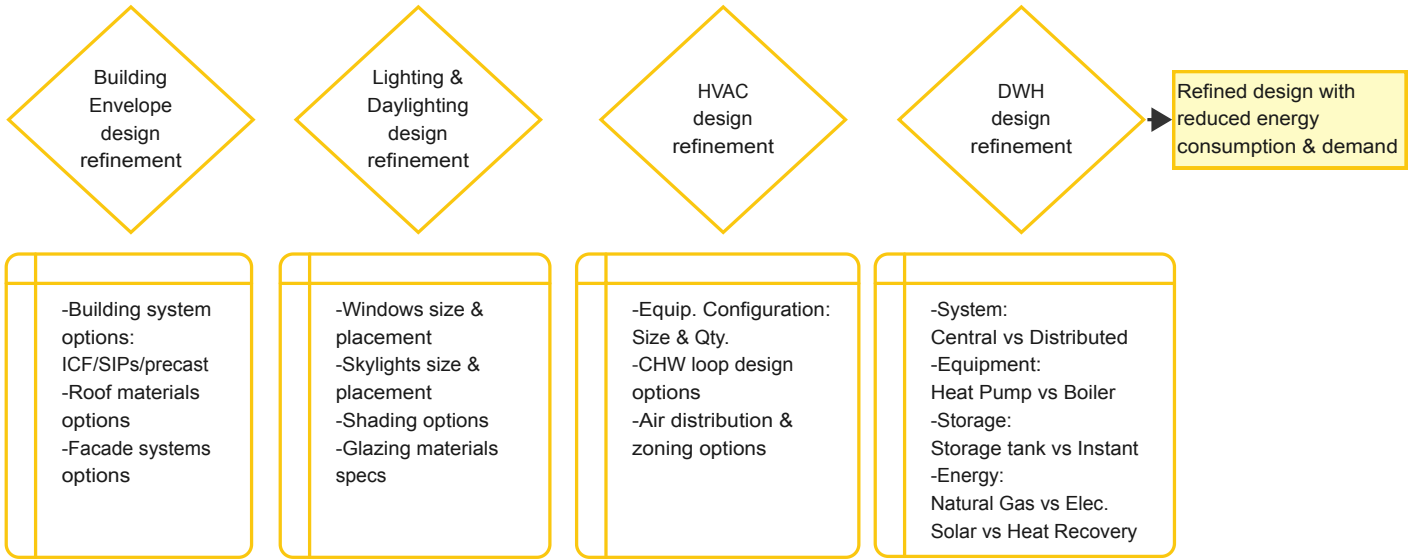 Building
Envelope
design
refinement
Lighting &
Daylighting
design
refinement
HVAC
design
refinement
DWH
design
refinement
Refined design with
reduced energy
consumption & demand
-Building system
options:
ICF/SIPs/precast
-Roof materials
options
-Facade systems
options
-Windows size &
placement
-Skylights size &
placement
-Shading options
-Glazing materials
specs
-Equip. Configuration:
Size & Qty.
-CHW loop design
options
-Air distribution &
zoning options
-System:
Central vs Distributed
-Equipment:
Heat Pump vs Boiler
-Storage:
Storage tank vs Instant
-Energy:
Natural Gas vs Elec.
Solar vs Heat Recovery